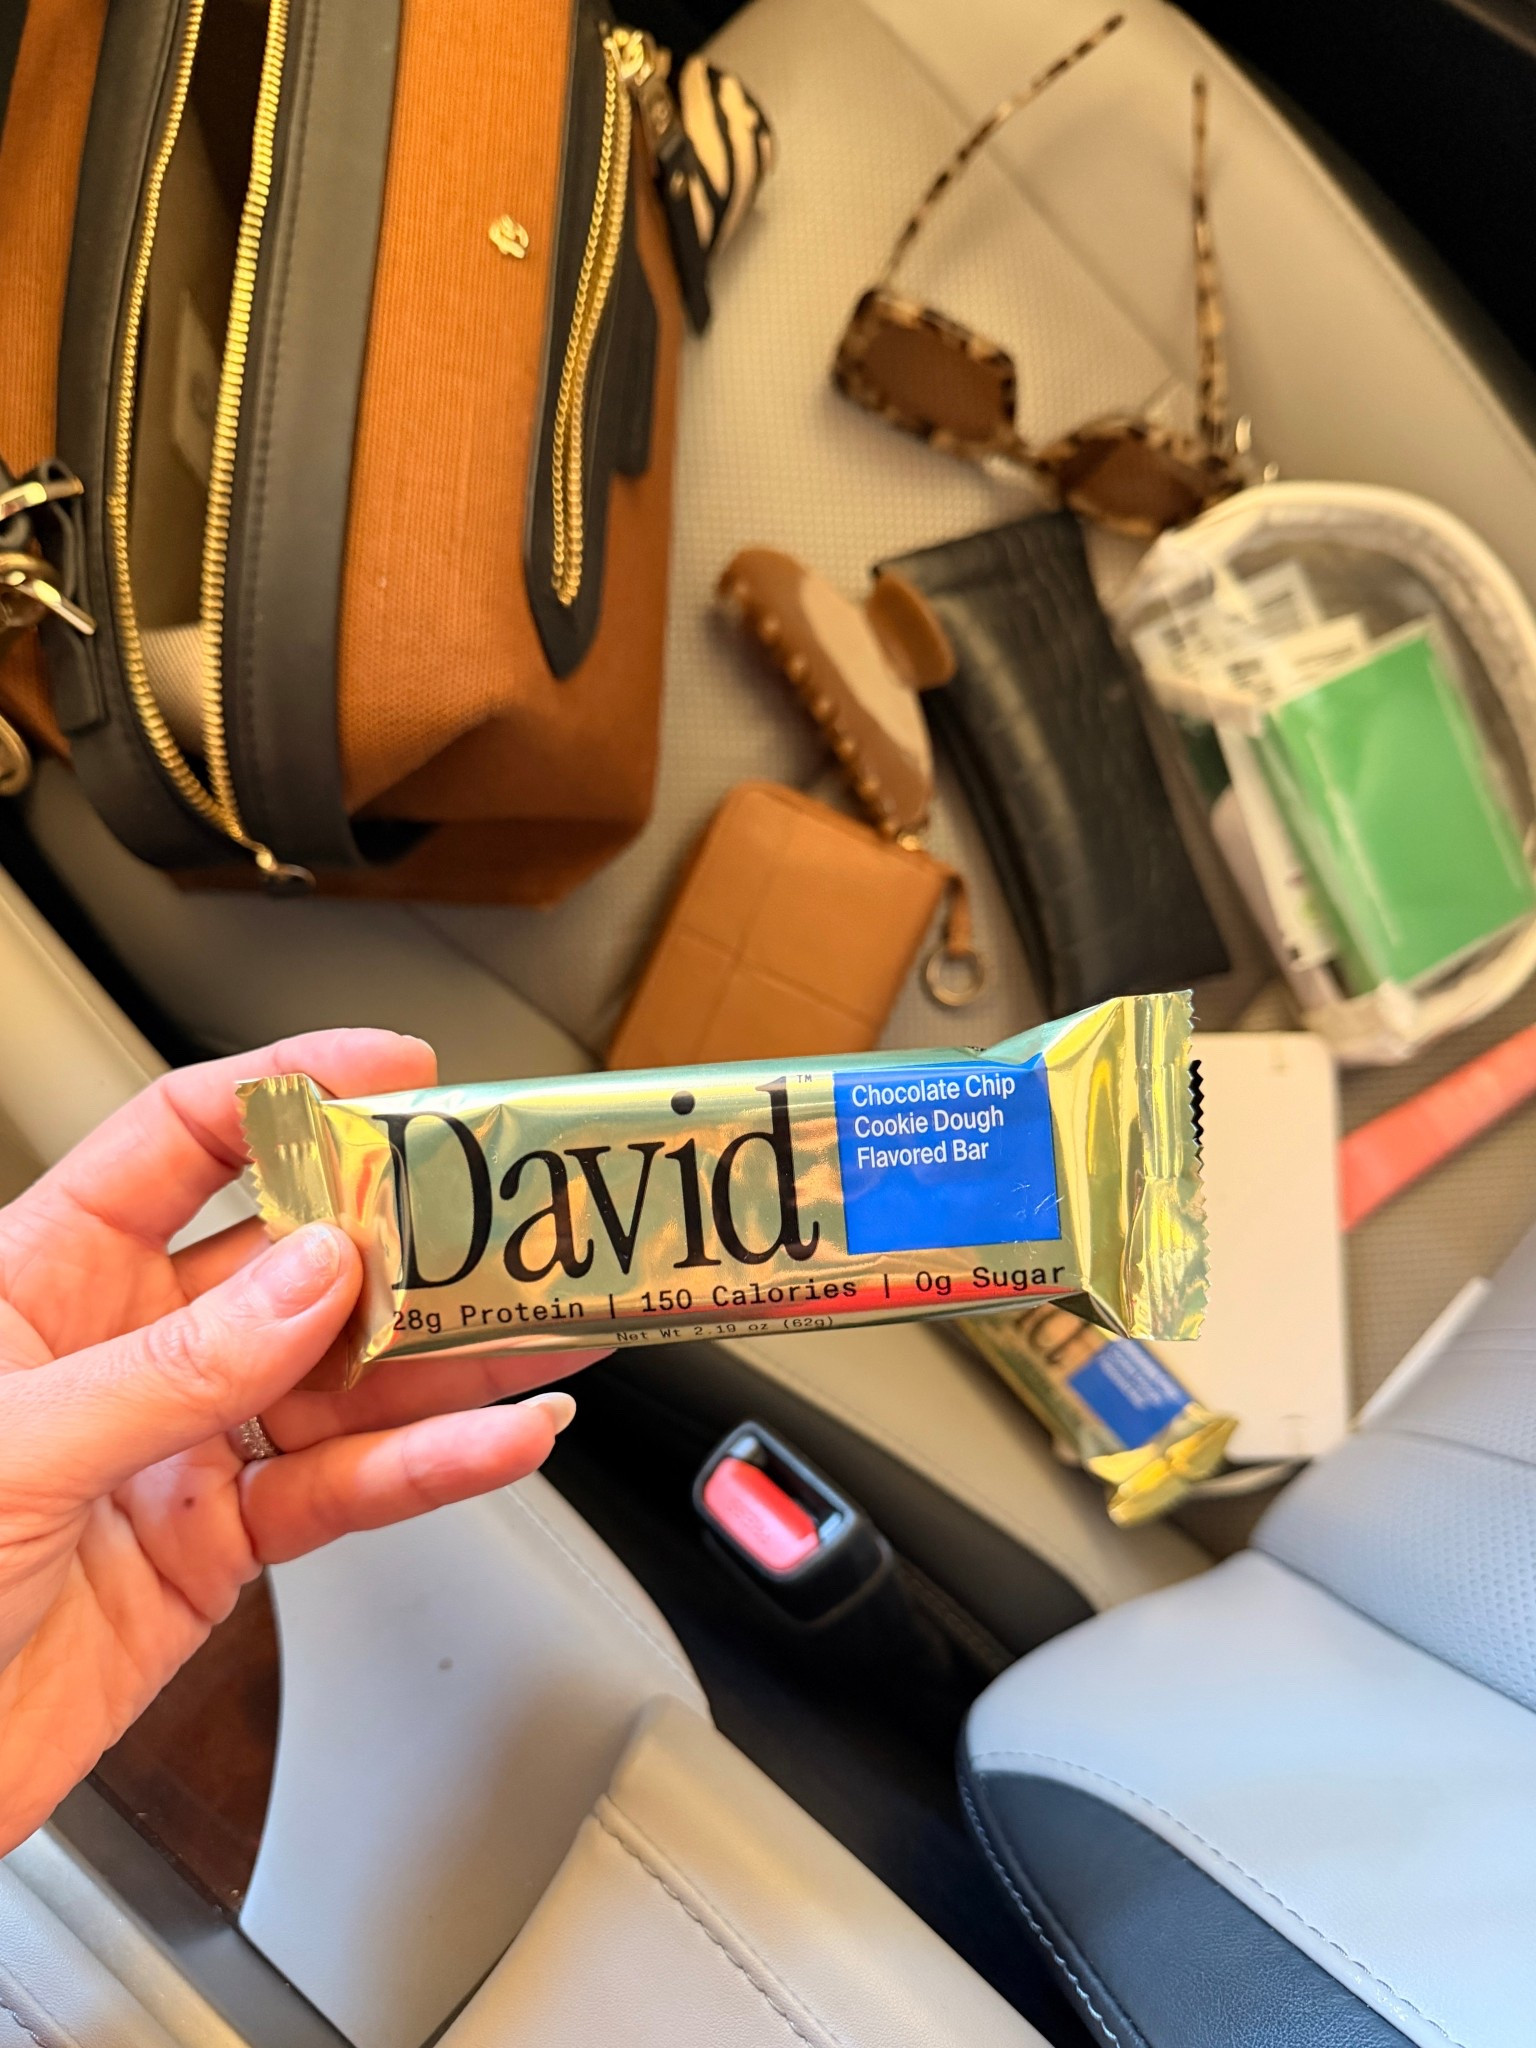 David™
Chocolate Chip
Cookie Dough
Flavored Bar
28g Protein | 150 Calories | 0g Sugar
Net Wt 2.19 oz (62g)